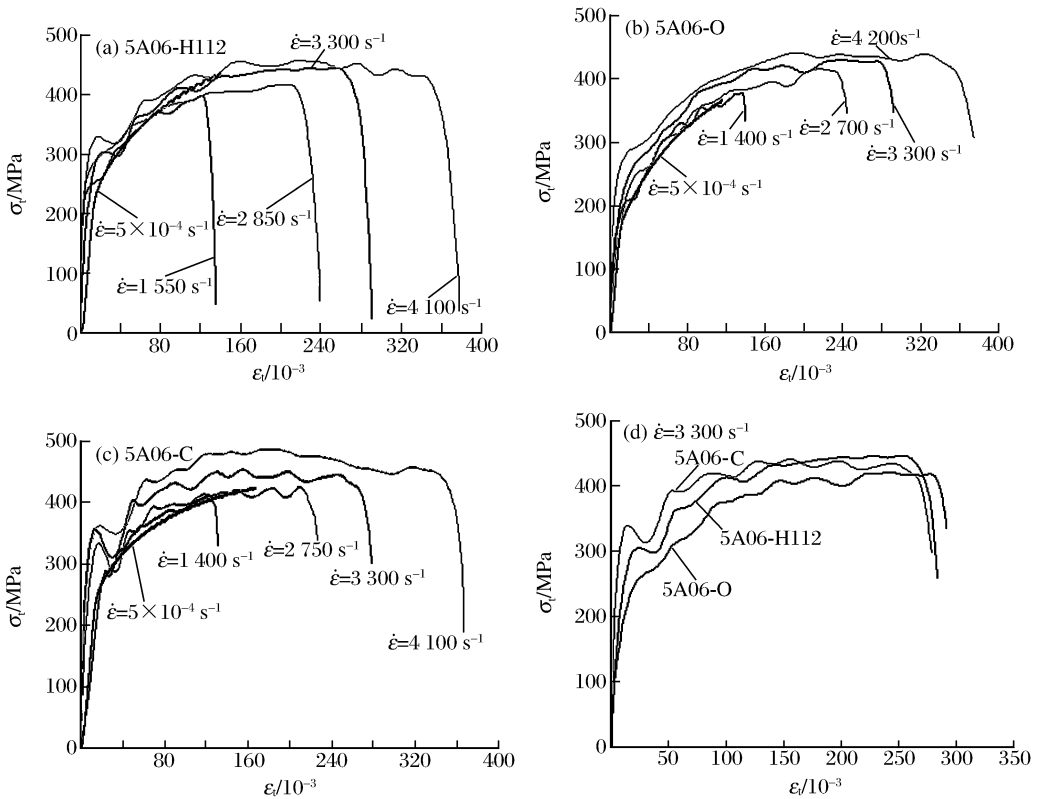 (a) 5A06-H112
ε̇=3 300 s⁻¹
500
400
300
200
100
0
σt/MPa
ε̇=5×10⁻⁴ s⁻¹
ε̇=2 850 s⁻¹
ε̇=1 550 s⁻¹
ε̇=4 100 s⁻¹
80 160 240 320 400
εt/10⁻³
(b) 5A06-O
ε̇=4 200s⁻¹
500
400
300
200
100
0
σt/MPa
ε̇=1 400 s⁻¹
ε̇=2 700 s⁻¹
ε̇=3 300 s⁻¹
ε̇=5×10⁻⁴ s⁻¹
80 160 240 320 400
εt/10⁻³
(c) 5A06-C
500
400
300
200
100
0
σt/MPa
ε̇=1 400 s⁻¹
ε̇=2 750 s⁻¹
ε̇=3 300 s⁻¹
ε̇=5×10⁻⁴ s⁻¹
ε̇=4 100 s⁻¹
80 160 240 320 400
εt/10⁻³
(d) ε̇=3 300 s⁻¹
5A06-C
500
400
300
200
100
0
σt/MPa
5A06-H112
5A06-O
50 100 150 200 250 300 350
εt/10⁻³